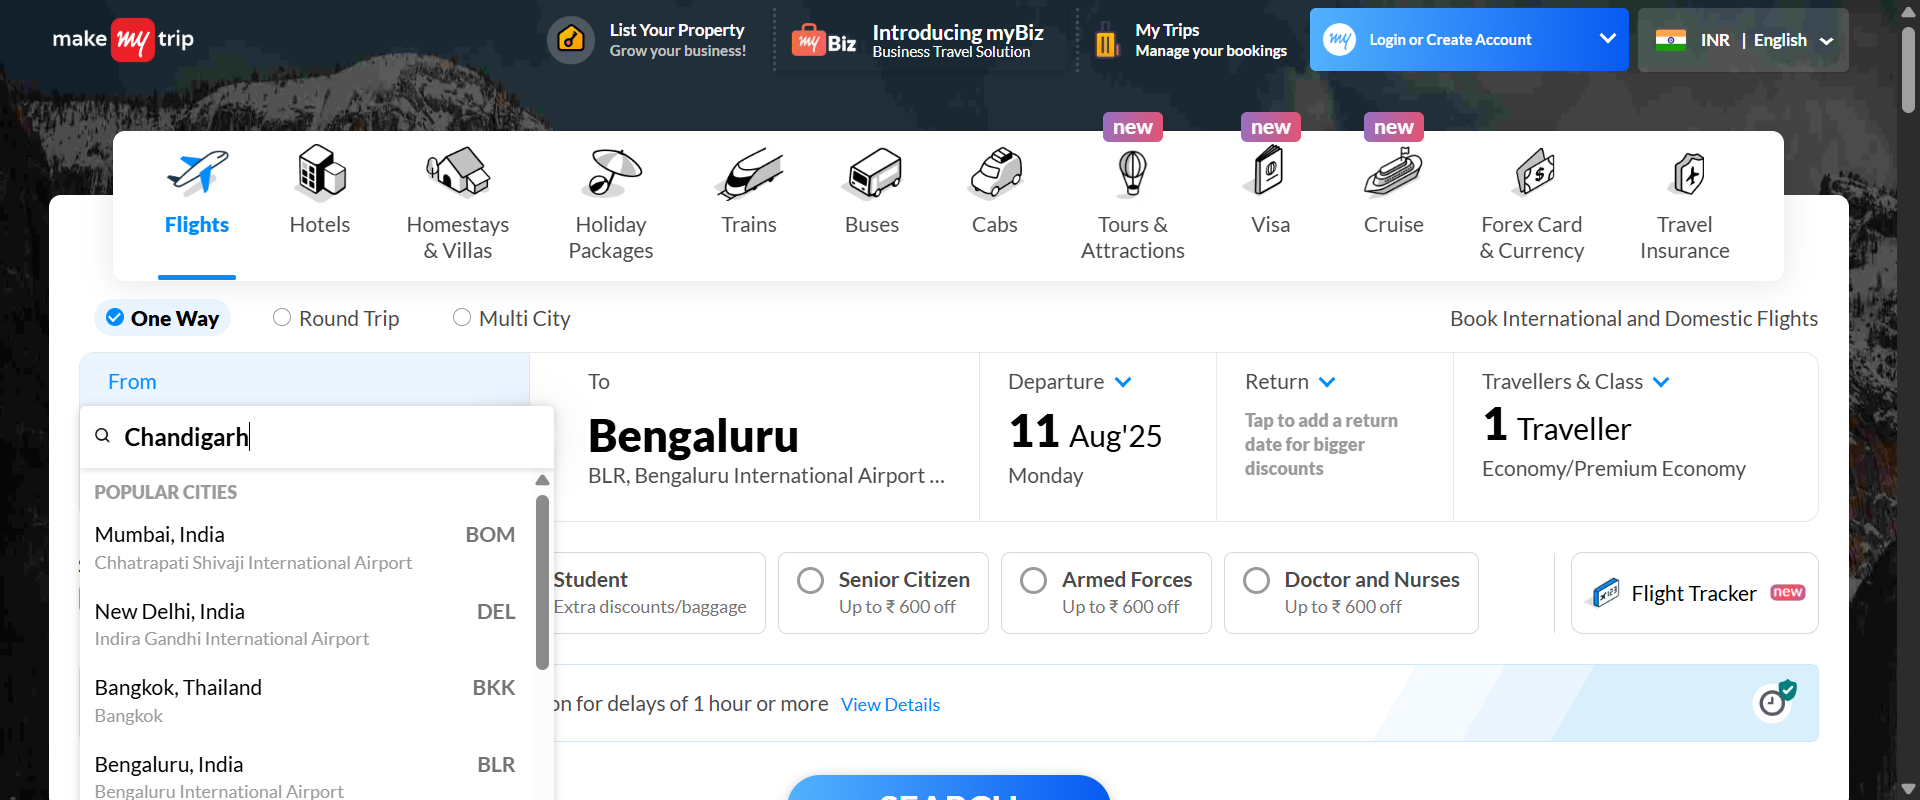 make my trip
List Your Property
Grow your business!
my Biz
Introducing myBiz
Business Travel Solution
My Trips
Manage your bookings
my
Login or Create Account
INR | English
new
new
new
Flights
Hotels
Homestays
& Villas
Holiday
Packages
Trains
Buses
Cabs
Tours &
Attractions
Visa
Cruise
Forex Card
& Currency
Travel
Insurance
One Way
Round Trip
Multi City
Book International and Domestic Flights
From
Chandigarh
To
Bengaluru
BLR, Bengaluru International Airport ...
Departure
11 Aug'25
Monday
Return
Tap to add a return
date for bigger
discounts
Travellers & Class
1 Traveller
Economy/Premium Economy
POPULAR CITIES
Mumbai, India
BOM
Chhatrapati Shivaji International Airport
New Delhi, India
DEL
Indira Gandhi International Airport
Bangkok, Thailand
BKK
Bangkok
Bengaluru, India
BLR
Bengaluru International Airport
Student
Extra discounts/baggage
Senior Citizen
Up to ₹ 600 off
Armed Forces
Up to ₹ 600 off
Doctor and Nurses
Up to ₹ 600 off
Flight Tracker
new
on for delays of 1 hour or more
View Details
SEARCH